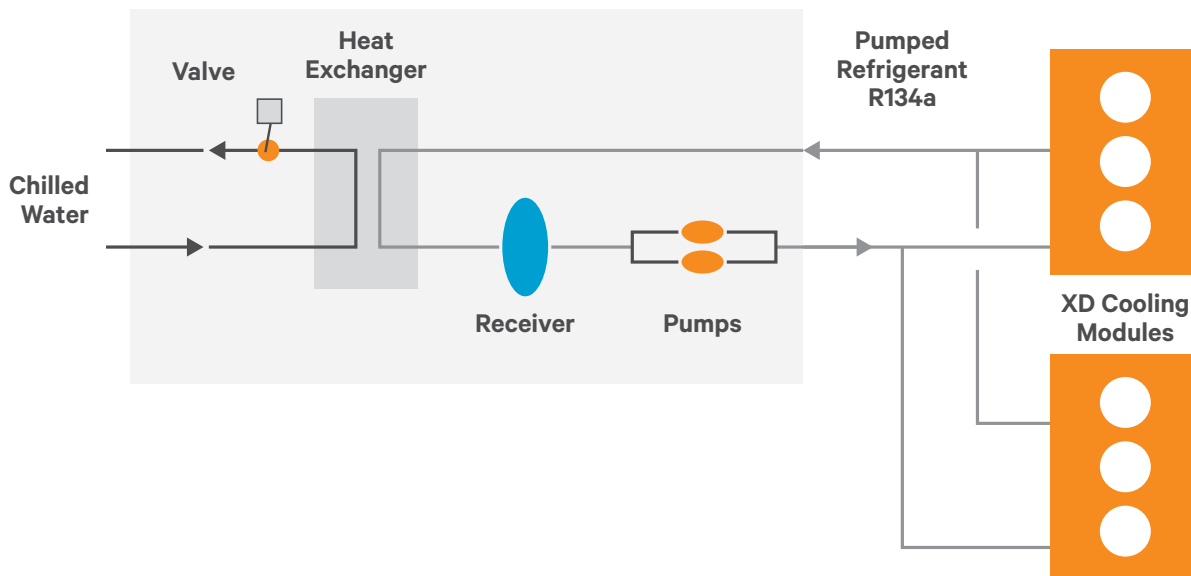 Valve
Heat
Exchanger
Pumped
Refrigerant
R134a
Chilled
Water
Receiver
Pumps
XD Cooling
Modules